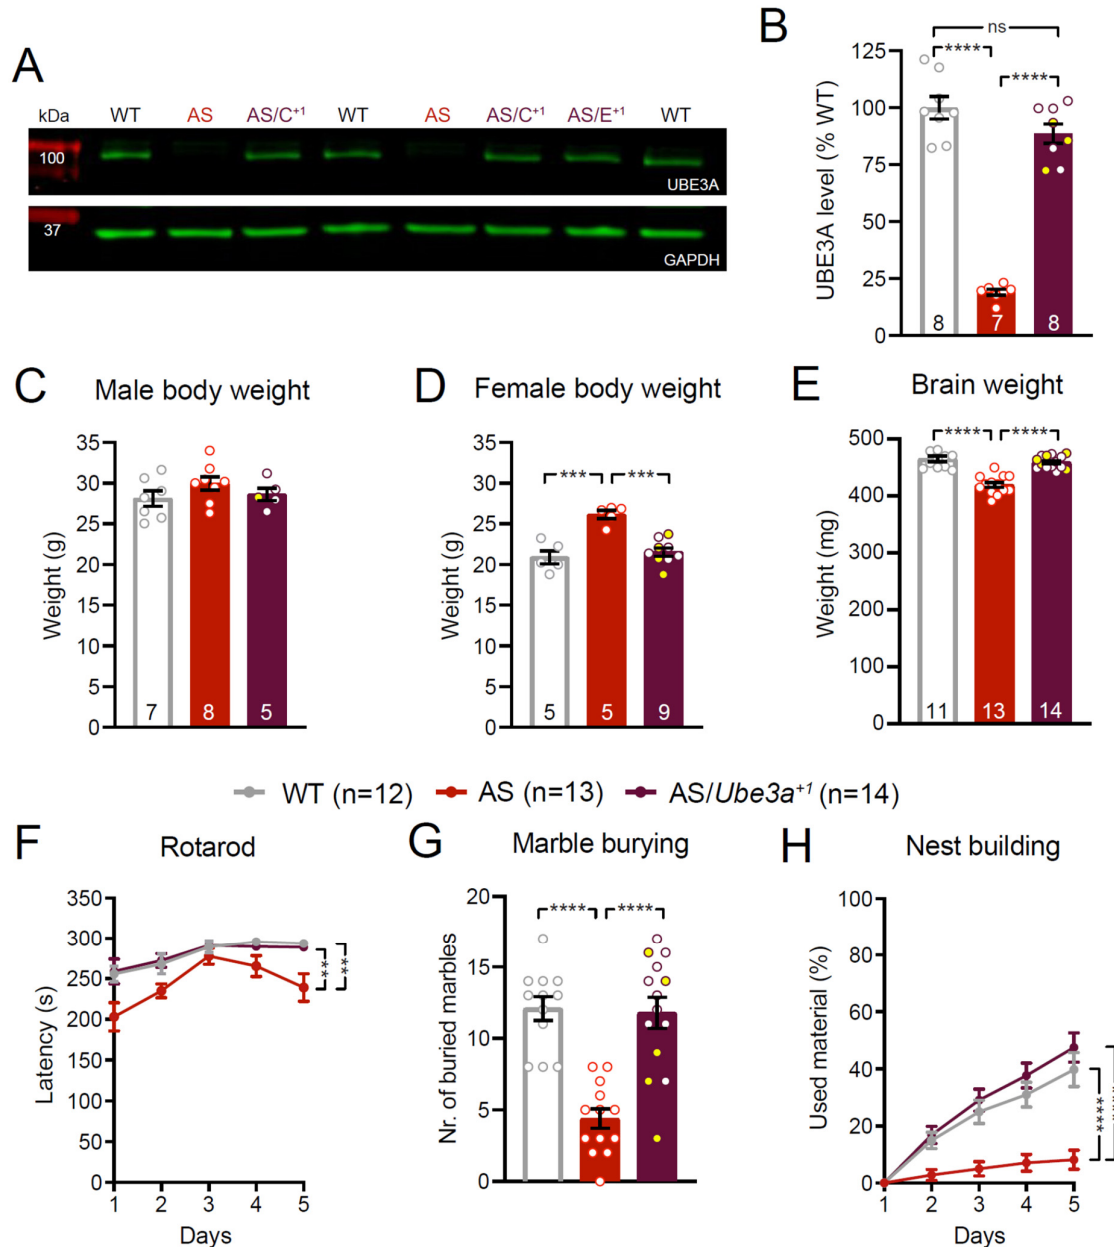 A
kDa WT AS AS/C⁺¹ WT AS AS/C⁺¹ AS/E⁺¹ WT
100
UBE3A
37
GAPDH
B
ns
**** ****
UBE3A level (% WT)
125
100
75
50
25
0
8 7 8
C Male body weight
Weight (g)
35
30
25
20
15
10
5
0
7 8 5
D Female body weight
*** ***
Weight (g)
35
30
25
20
15
10
5
0
5 5 9
E Brain weight
**** ****
Weight (mg)
500
400
300
200
100
0
11 13 14
WT (n=12) AS (n=13) AS/Ube3a⁺¹ (n=14)
F Rotarod
Latency (s)
350
300
250
200
150
100
50
0
** **
1 2 3 4 5
Days
G Marble burying
**** ****
Nr. of buried marbles
20
15
10
5
0
H Nest building
Used material (%)
100
80
60
40
20
0
****
1 2 3 4 5
Days